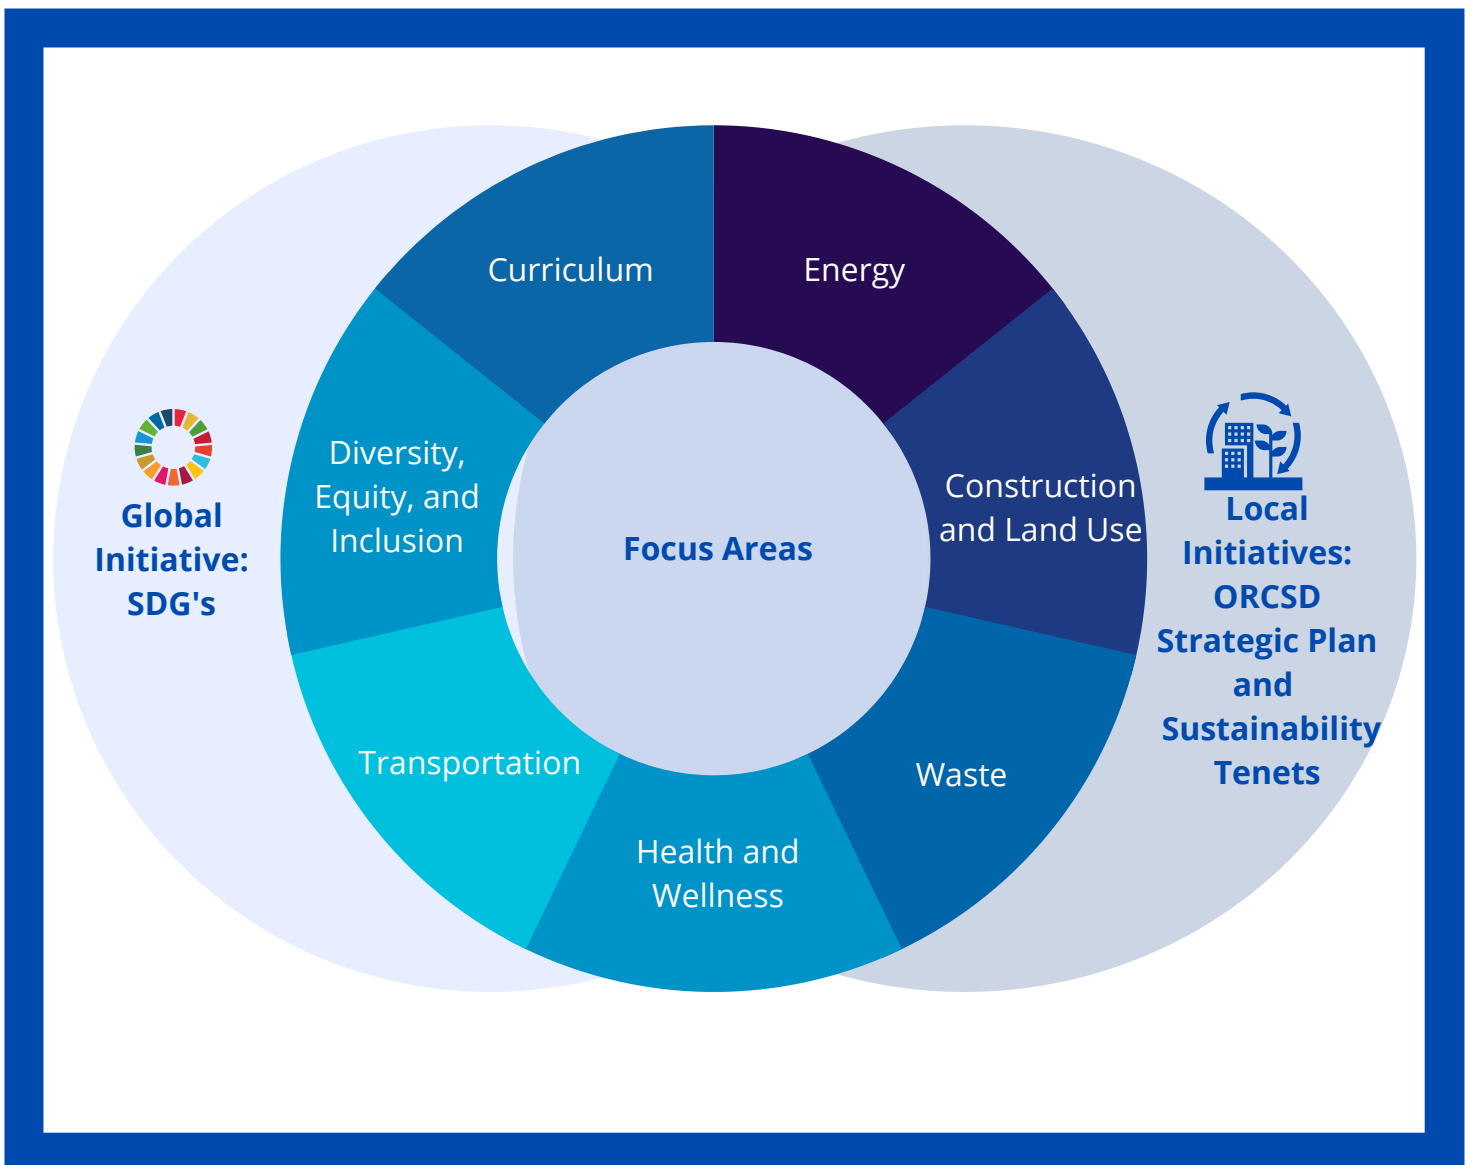 Curriculum
Energy
Diversity,
Equity, and
Inclusion
Construction
and Land Use
Global
Initiative:
SDG's
Focus Areas
Local
Initiatives:
ORCSD
Strategic Plan
and
Sustainability
Tenets
Transportation
Waste
Health and
Wellness